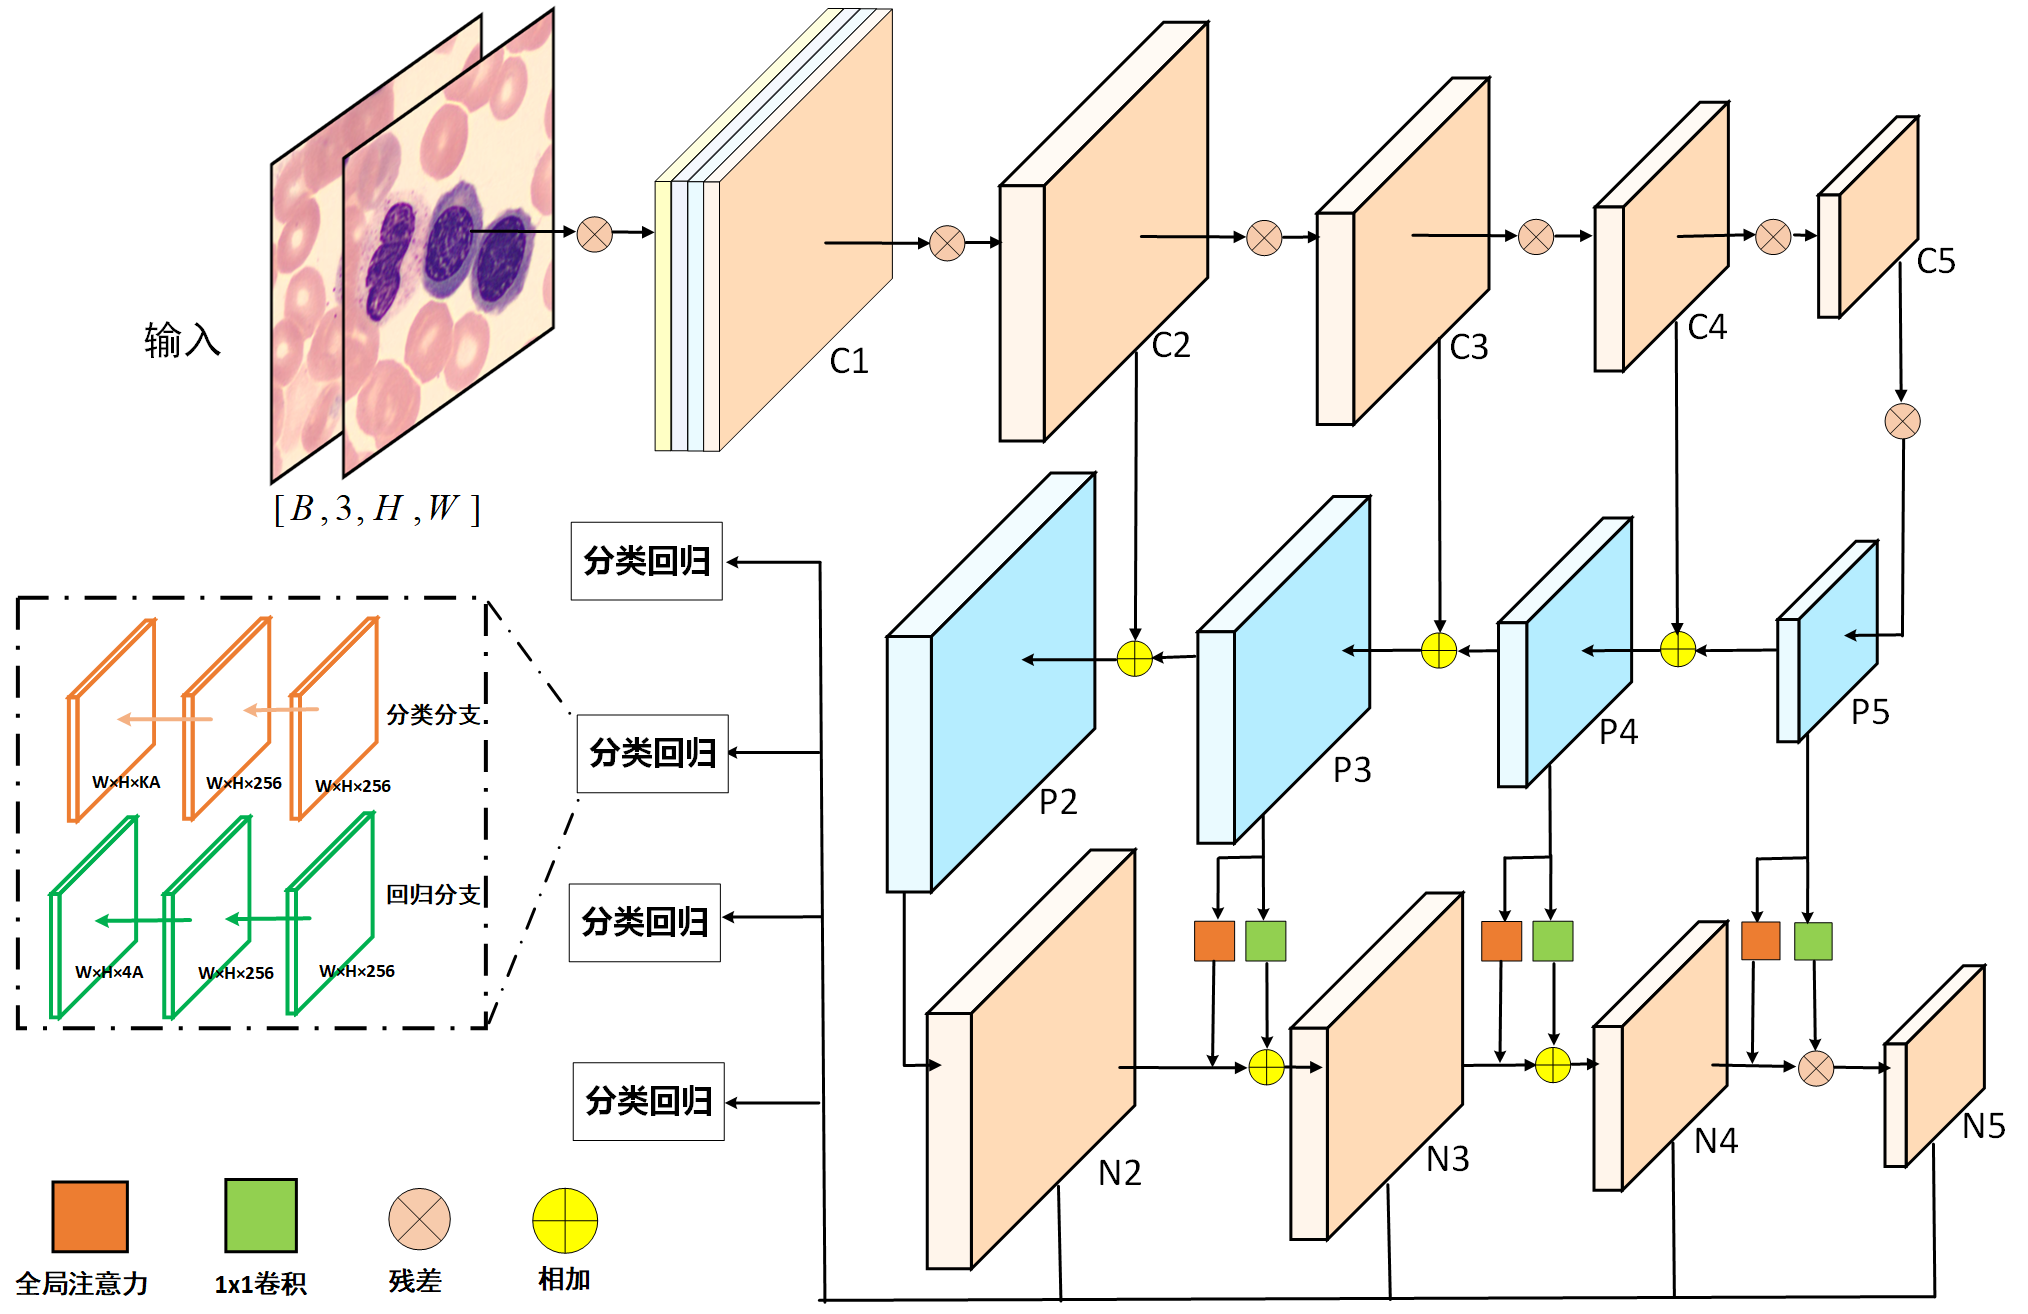 C1
C2
C3
C4
C5
输入
[B,3,H,W]
分类回归
P2
P3
P4
P5
分类分支
W×H×KA
W×H×256
W×H×256
分类回归
回归分支
W×H×4A
W×H×256
W×H×256
分类回归
分类回归
N2
N3
N4
N5
全局注意力
1x1卷积
残差
相加